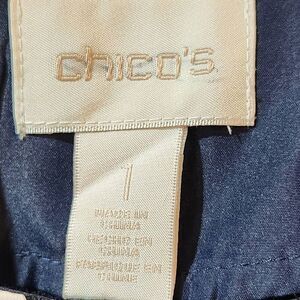 chico's
1
MADE IN
CHINA
HECHO EN
CHINA
FABRIQUE EN
CHINE